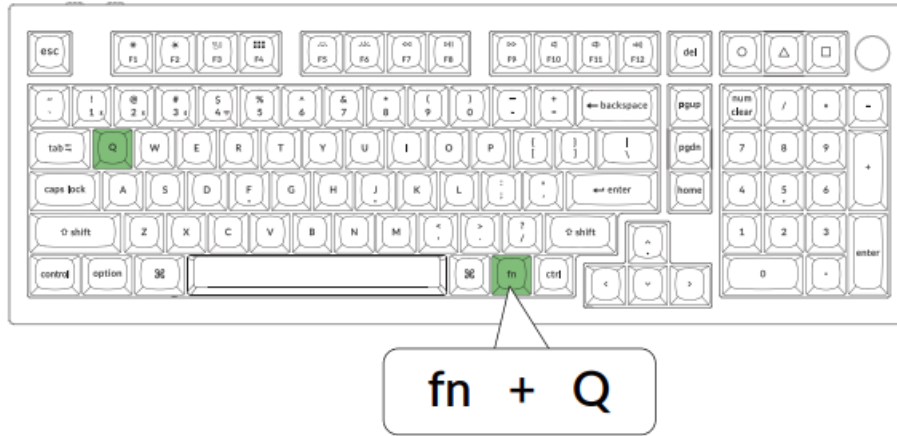 esc F1 F2 F3 F4 F5 F6 F7 F8 F9 F10 F11 F12 del
~ ! @ # $ % ^ & * ( ) — +
` 1 2 3 4 5 6 7 8 9 0 - = ← backspace pgup num clear / * -
tab Q W E R T Y U I O P { [ } ] | \ pgdn 7 8 9 +
caps lock A S D F G H J K L : ; " ' ↵ enter home 4 5 6
⇧ shift Z X C V B N M < , > . ? / ⇧ shift ^ 1 2 3 enter
control option ⌘ ⌘ fn ctrl < ⌄ > 0 .
fn + Q